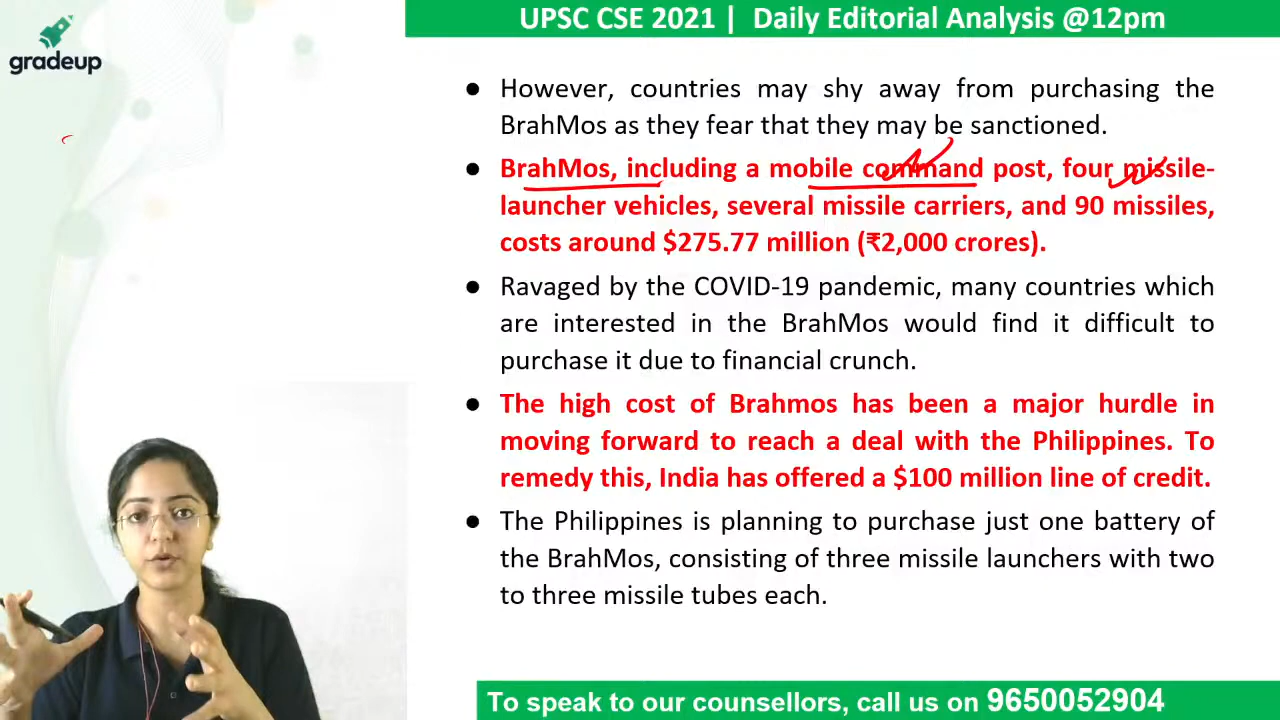 UPSC CSE 2021 | Daily Editorial Analysis @12pm
gradeup
● However, countries may shy away from purchasing the
BrahMos as they fear that they may be sanctioned.
● BrahMos, including a mobile command post, four missile-
launcher vehicles, several missile carriers, and 90 missiles,
costs around $275.77 million (₹2,000 crores).
● Ravaged by the COVID-19 pandemic, many countries which
are interested in the BrahMos would find it difficult to
purchase it due to financial crunch.
● The high cost of Brahmos has been a major hurdle in
moving forward to reach a deal with the Philippines. To
remedy this, India has offered a $100 million line of credit.
● The Philippines is planning to purchase just one battery of
the BrahMos, consisting of three missile launchers with two
to three missile tubes each.
To speak to our counsellors, call us on 9650052904